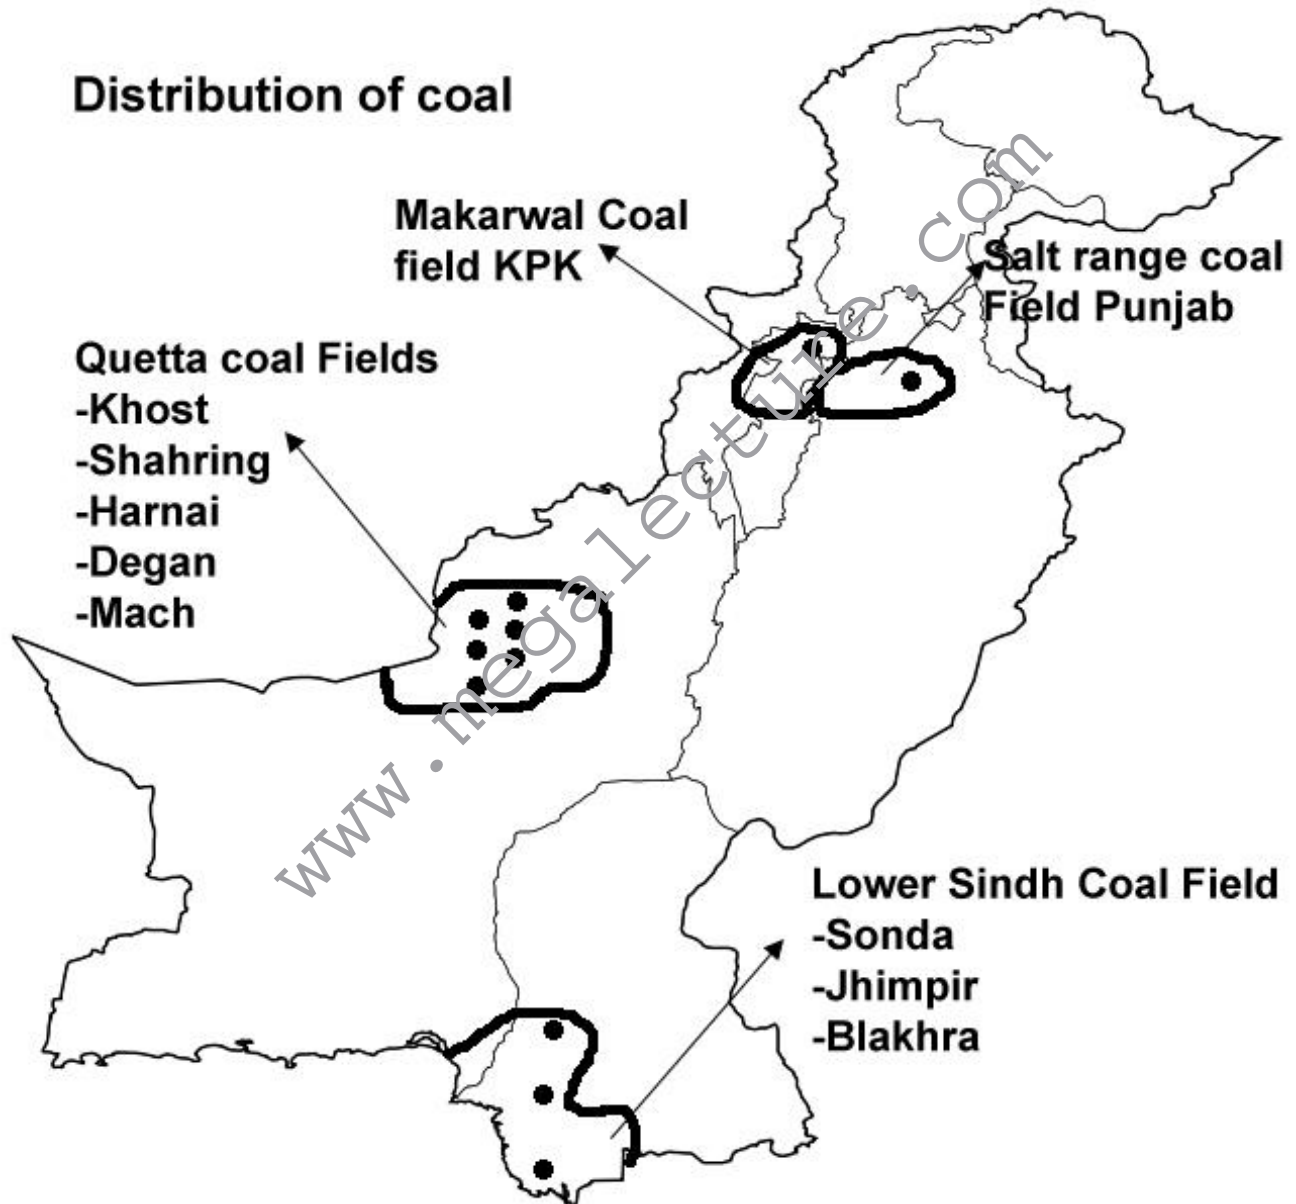 Distribution of coal
Makarwal Coal
field KPK
Salt range coal
Field Punjab
Quetta coal Fields
-Khost
-Shahring
-Harnai
-Degan
-Mach
Lower Sindh Coal Field
-Sonda
-Jhimpir
-Blakhra
www.megalecture.com